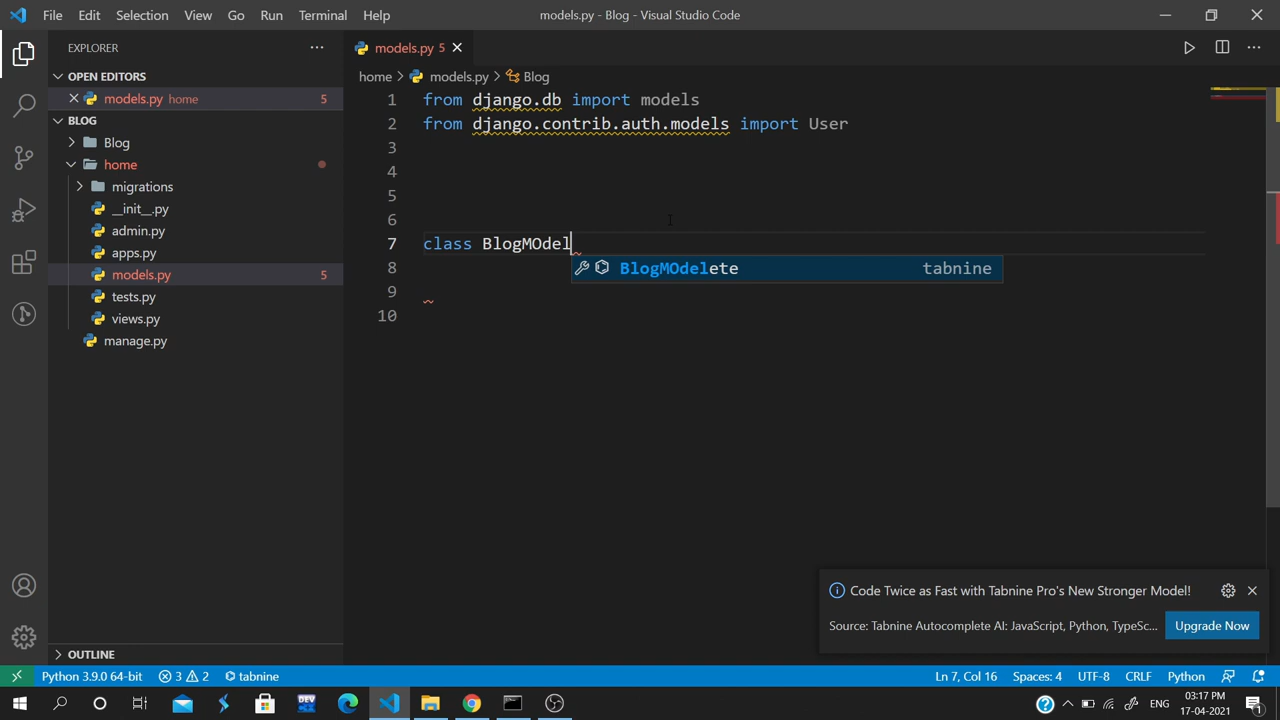 File Edit Selection View Go Run Terminal Help models.py - Blog - Visual Studio Code
EXPLORER
OPEN EDITORS
models.py home 5
BLOG
Blog
home
migrations
__init__.py
admin.py
apps.py
models.py 5
tests.py
views.py
manage.py
OUTLINE
models.py 5
home models.py Blog
1 from django.db import models
2 from django.contrib.auth.models import User
3
4
5
6
7 class BlogMOdel
8
9
10
BlogMOdelete tabnine
Code Twice as Fast with Tabnine Pro's New Stronger Model!
Source: Tabnine Autocomplete AI: JavaScript, Python, TypeSc...
Upgrade Now
Python 3.9.0 64-bit 3 2 tabnine Ln 7, Col 16 Spaces: 4 UTF-8 CRLF Python
DEV
ENG
03:17 PM
17-04-2021
1